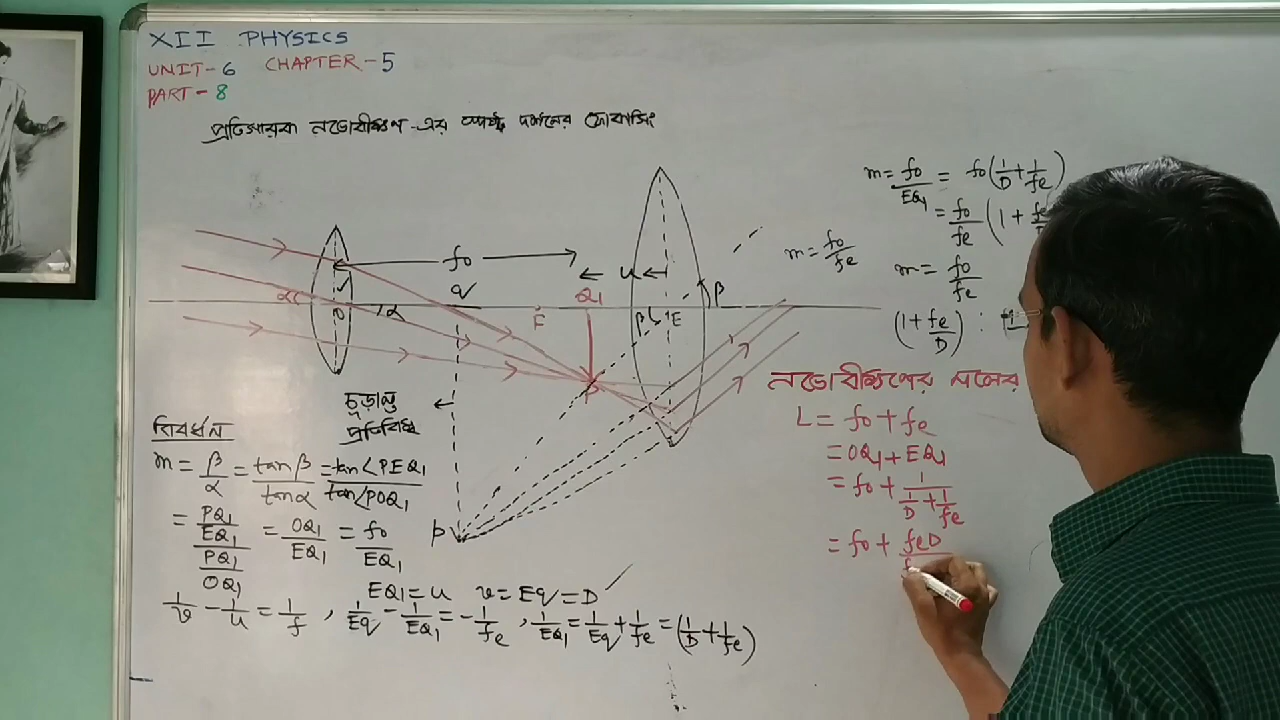 XII PHYSICS
UNIT-6 CHAPTER-5
PART-8
প্রতিসারক নভোবীক্ষণ-এর স্পষ্ট দর্শনের ফোকাসিং
fo
u
q
Q1
α
O
α
F
β
E
β
P
চূড়ান্ত
প্রতিবিম্ব
p
বিবর্ধন
m = β/α = tanβ/tanα = tan∠PEQ1/tan∠POQ1
= (PQ1/EQ1)/(PQ1/OQ1) = OQ1/EQ1 = fo/EQ1
EQ1 = u v = Eq = D
1/v - 1/u = 1/f , 1/Eq - 1/EQ1 = -1/fe , 1/EQ1 = 1/Eq + 1/fe = (1/D + 1/fe)
m = fo/fe
m = fo/EQ1 = fo(1/D + 1/fe)
= fo/fe (1 + fe
m = fo/fe
(1 + fe/D) :
নভোবীক্ষণের নলের
L = fo + fe
= OQ1 + EQ1
= fo + 1/(1/D + 1/fe)
= fo + feD/f